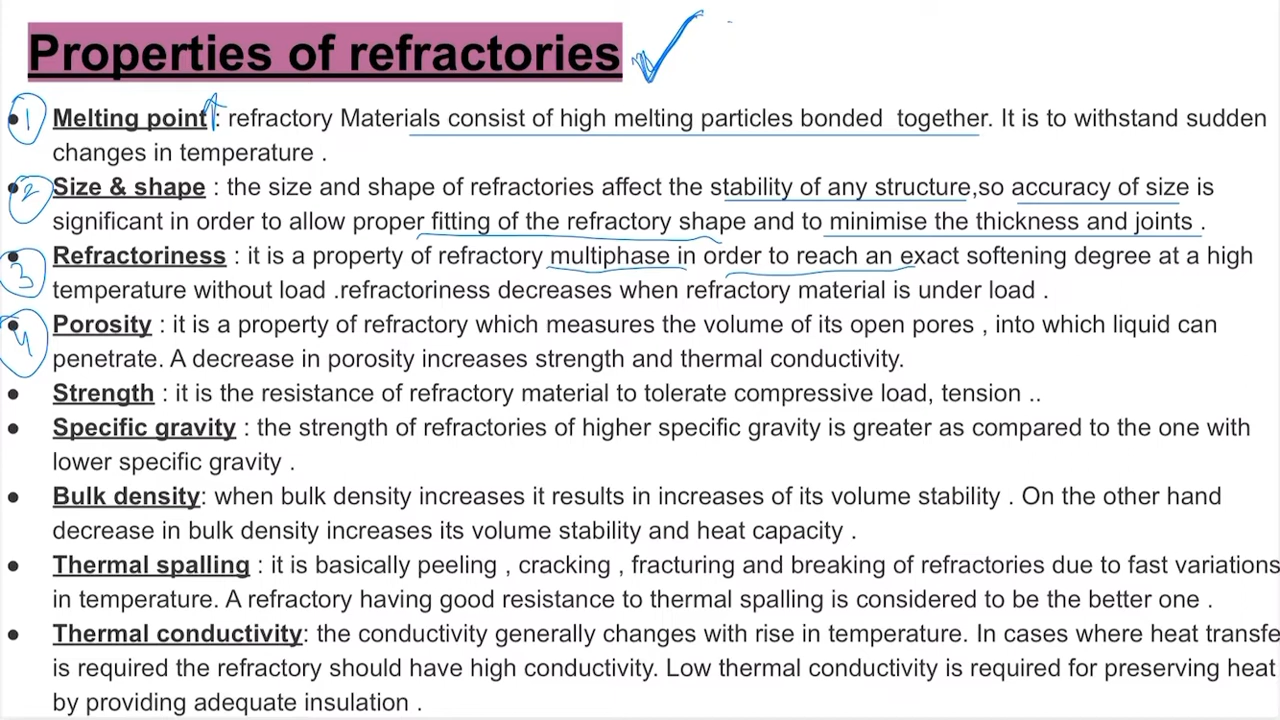 Properties of refractories
1 Melting point : refractory Materials consist of high melting particles bonded together. It is to withstand sudden
changes in temperature .
2 Size & shape : the size and shape of refractories affect the stability of any structure,so accuracy of size is
significant in order to allow proper fitting of the refractory shape and to minimise the thickness and joints .
3 Refractoriness : it is a property of refractory multiphase in order to reach an exact softening degree at a high
temperature without load .refractoriness decreases when refractory material is under load .
4 Porosity : it is a property of refractory which measures the volume of its open pores , into which liquid can
penetrate. A decrease in porosity increases strength and thermal conductivity.
● Strength : it is the resistance of refractory material to tolerate compressive load, tension ..
● Specific gravity : the strength of refractories of higher specific gravity is greater as compared to the one with
lower specific gravity .
● Bulk density: when bulk density increases it results in increases of its volume stability . On the other hand
decrease in bulk density increases its volume stability and heat capacity .
● Thermal spalling : it is basically peeling , cracking , fracturing and breaking of refractories due to fast variations
in temperature. A refractory having good resistance to thermal spalling is considered to be the better one .
● Thermal conductivity: the conductivity generally changes with rise in temperature. In cases where heat transfe
is required the refractory should have high conductivity. Low thermal conductivity is required for preserving heat
by providing adequate insulation .